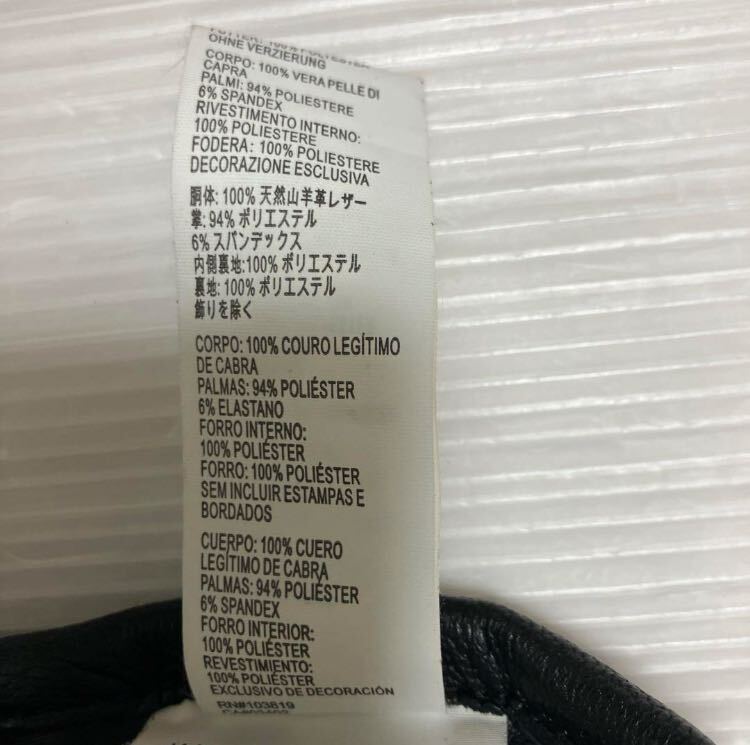 FUTTER: 100% POLYESTER
OHNE VERZIERUNG
CORPO: 100% VERA PELLE DI
CAPRA
PALMI: 94% POLIESTERE
6% SPANDEX
RIVESTIMENTO INTERNO:
100% POLIESTERE
FODERA: 100% POLIESTERE
DECORAZIONE ESCLUSIVA
胴体: 100% 天然山羊革レザー
掌: 94% ポリエステル
6% スパンデックス
内側裏地:100% ポリエステル
裏地: 100% ポリエステル
飾りを除く
CORPO: 100% COURO LEGÍTIMO
DE CABRA
PALMAS: 94% POLIÉSTER
6% ELASTANO
FORRO INTERNO:
100% POLIÉSTER
FORRO: 100% POLIÉSTER
SEM INCLUIR ESTAMPAS E
BORDADOS
CUERPO: 100% CUERO
LEGÍTIMO DE CABRA
PALMAS: 94% POLIÉSTER
6% SPANDEX
FORRO INTERIOR:
100% POLIÉSTER
REVESTIMIENTO:
100% POLIÉSTER
EXCLUSIVO DE DECORACIÓN
RN#103819